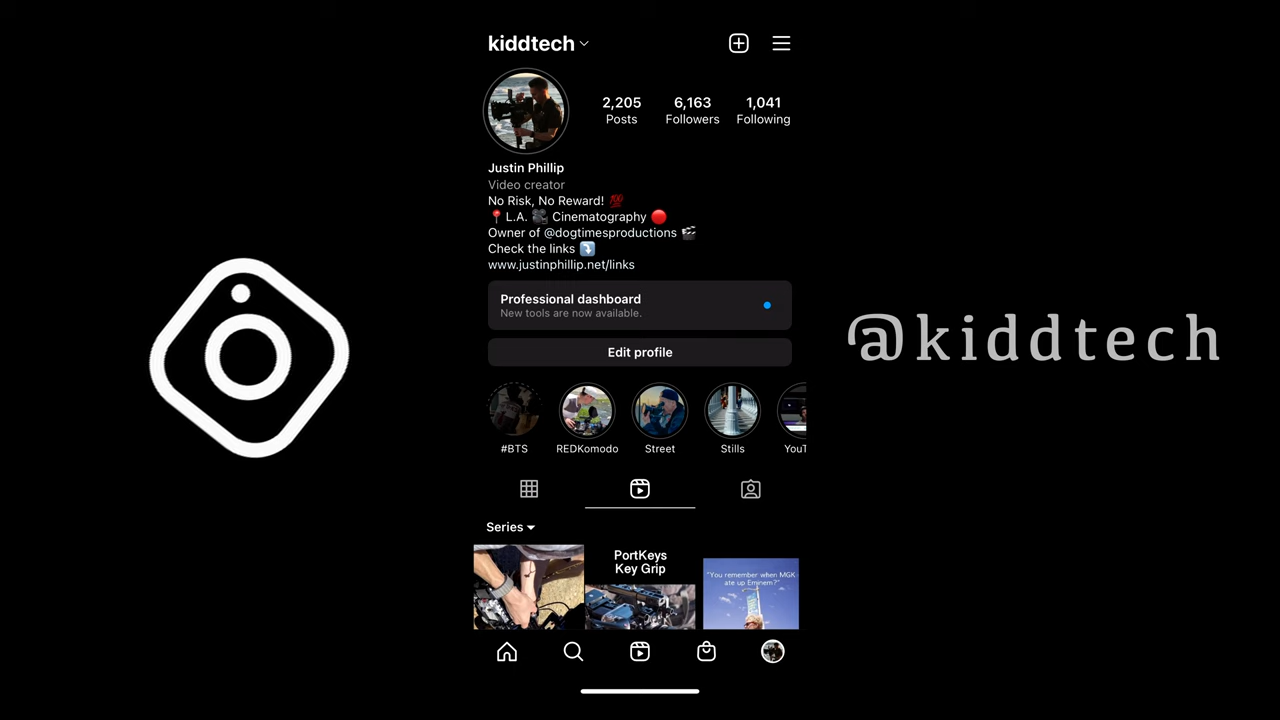 kiddtech
2,205 6,163 1,041
Posts Followers Following
Justin Phillip
Video creator
No Risk, No Reward! 💯
📍 L.A. 🎥 Cinematography 🔴
Owner of @dogtimesproductions 🎬
Check the links ⤵️
www.justinphillip.net/links
Professional dashboard
New tools are now available.
Edit profile
@kiddtech
#BTS REDKomodo Street Stills YouT
Series
PortKeys
Key Grip
"You remember when MGK
ate up Eminem?"